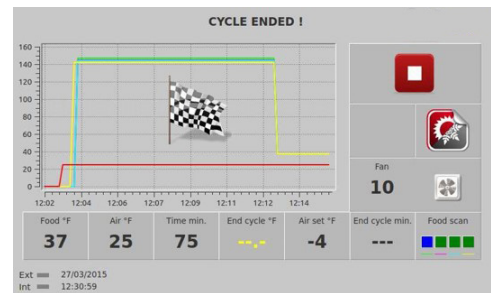 CYCLE ENDED !
160
140
120
100
80
60
40
20
0
12:02 12:04 12:06 12:07 12:09 12:11 12:12 12:14
Fan
10
Food °F Air °F Time min. End cycle °F Air set °F End cycle min. Food scan
37 25 75 --.- -4 ---
Ext 27/03/2015
Int 12:30:59